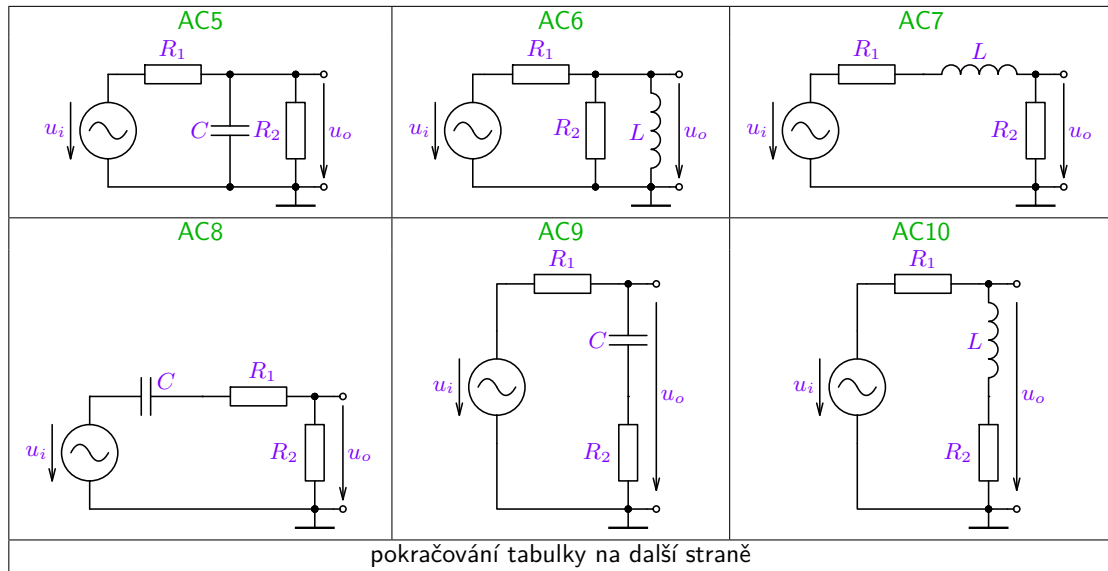 AC5
R₁
uᵢ
C
R₂
uₒ
AC6
R₁
uᵢ
R₂
L
uₒ
AC7
R₁
L
uᵢ
R₂
uₒ
AC8
C
R₁
uᵢ
R₂
uₒ
AC9
R₁
C
uᵢ
uₒ
R₂
AC10
R₁
L
uᵢ
uₒ
R₂
pokračování tabulky na další straně